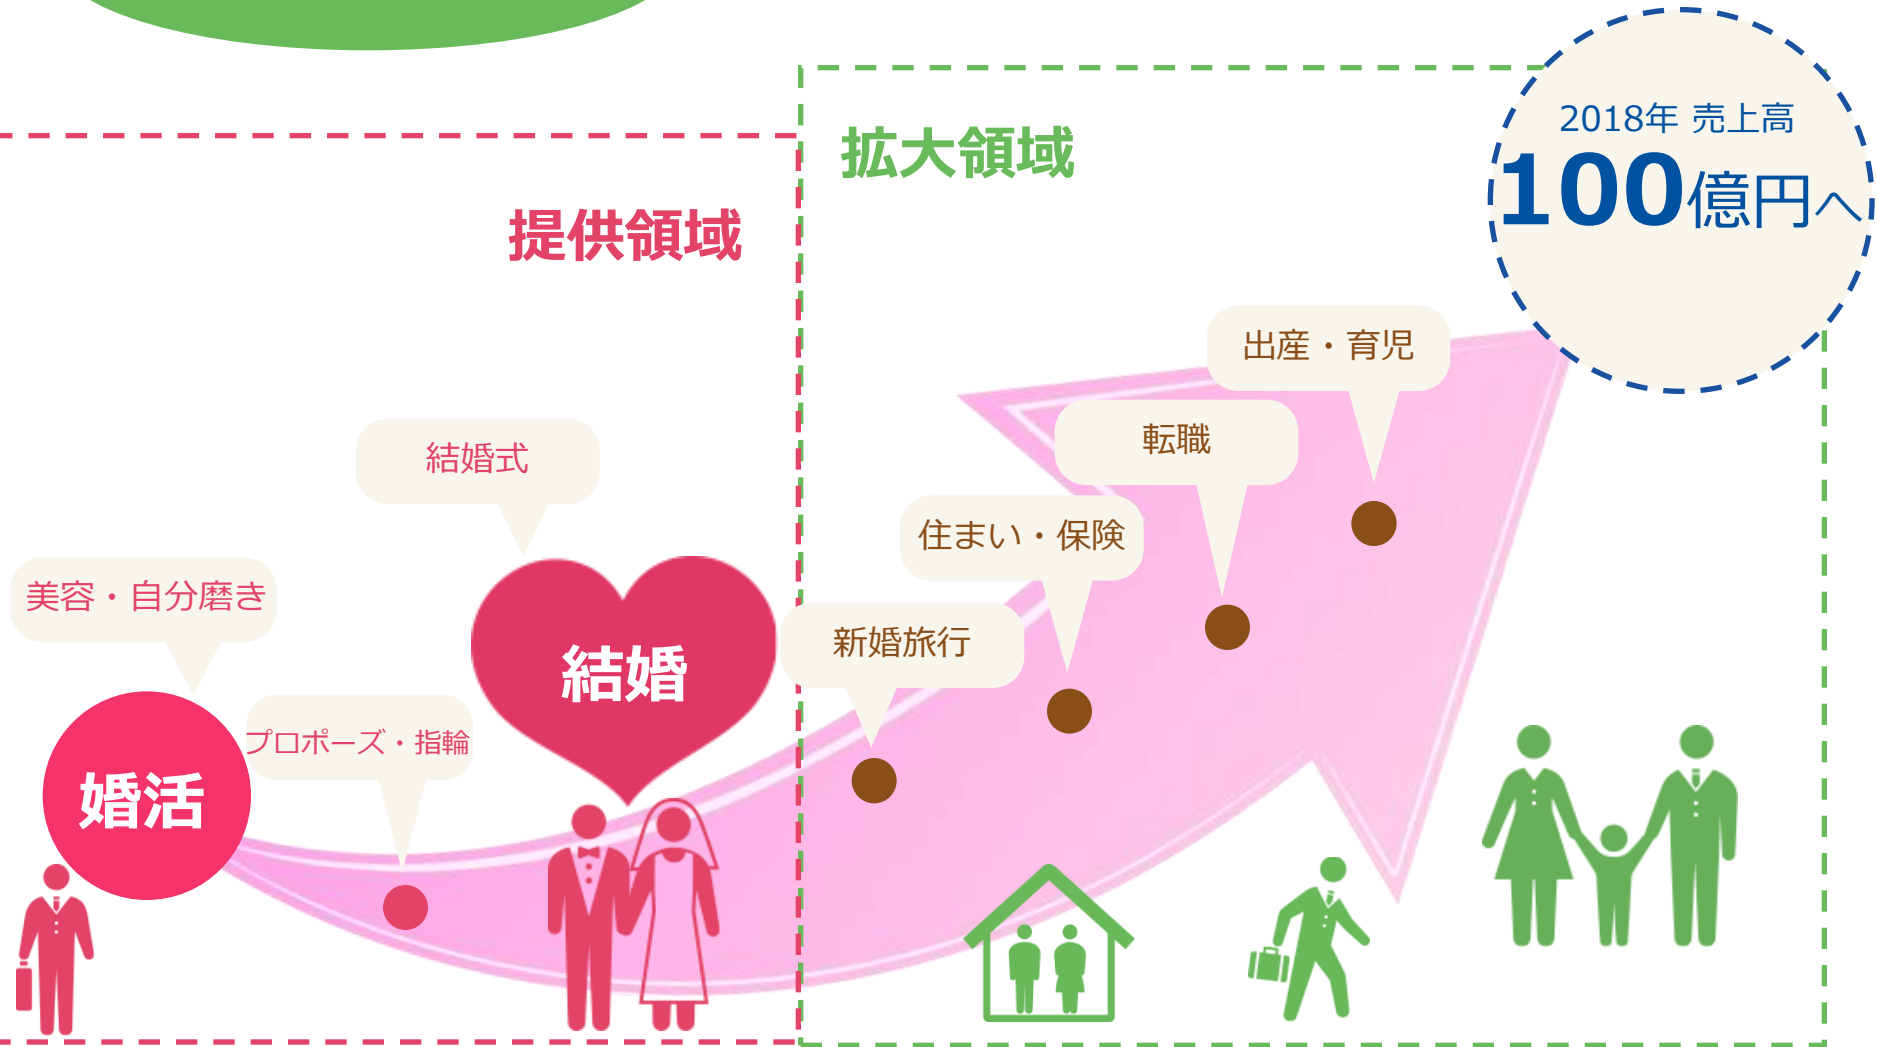 2018年 売上高
100億円へ
拡大領域
提供領域
出産・育児
転職
結婚式
住まい・保険
美容・自分磨き
新婚旅行
結婚
プロポーズ・指輪
婚活